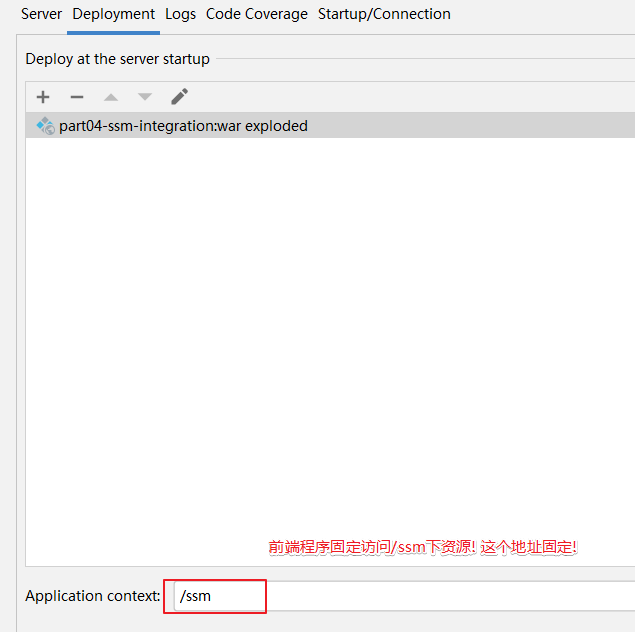 Server Deployment Logs Code Coverage Startup/Connection
Deploy at the server startup
part04-ssm-integration:war exploded
前端程序固定访问/ssm下资源! 这个地址固定!
Application context: /ssm